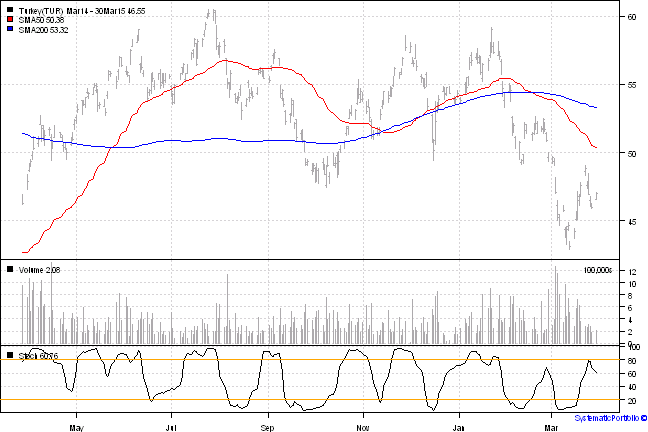 Turkey(TUR) Mar14 - 30Mar15 46.55
SMA50 50.38
SMA200 53.32
60
55
50
45
Volume 2.08
100,000s
12
10
8
6
4
2
0
Stoch 60.76
100
80
60
40
20
May
Jul
Sep
Nov
Jan
Mar
SystematicPortfolio ©